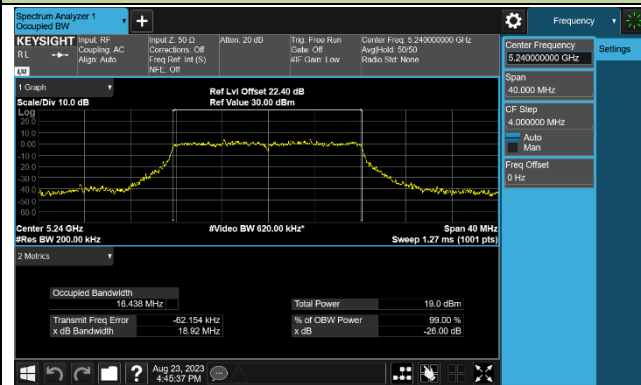 Spectrum Analyzer 1
Occupied BW
Frequency
KEYSIGHT
RL
LXI
Input: RF
Coupling: AC
Align: Auto
Input Z: 50 Ω
Corrections: Off
Freq Ref: Int (S)
NFE: Off
Atten: 20 dB
Trig: Free Run
Gate: Off
#IF Gain: Low
Center Freq: 5.240000000 GHz
Avg|Hold: 50/50
Radio Std: None
Center Frequency
5.240000000 GHz
Settings
Span
40.000 MHz
CF Step
4.000000 MHz
Auto
Man
Freq Offset
0 Hz
1 Graph
Scale/Div 10.0 dB
Ref Lvl Offset 22.40 dB
Ref Value 30.00 dBm
Log
20.0
10.0
0.00
-10.0
-20.0
-30.0
-40.0
-50.0
-60.0
Center 5.24 GHz
#Res BW 200.00 kHz
#Video BW 620.00 kHz*
Span 40 MHz
Sweep 1.27 ms (1001 pts)
2 Metrics
Occupied Bandwidth
16.438 MHz
Total Power 19.0 dBm
Transmit Freq Error -62.154 kHz
% of OBW Power 99.00 %
x dB Bandwidth 18.92 MHz
x dB -26.00 dB
?
Aug 23, 2023
4:45:37 PM